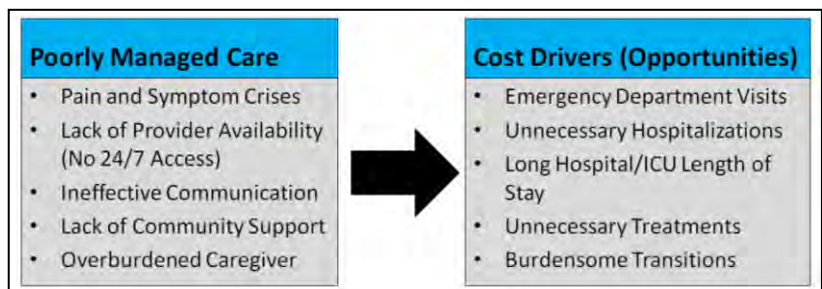 Poorly Managed Care
• Pain and Symptom Crises
• Lack of Provider Availability
(No 24/7 Access)
• Ineffective Communication
• Lack of Community Support
• Overburdened Caregiver
Cost Drivers (Opportunities)
• Emergency Department Visits
• Unnecessary Hospitalizations
• Long Hospital/ICU Length of
Stay
• Unnecessary Treatments
• Burdensome Transitions